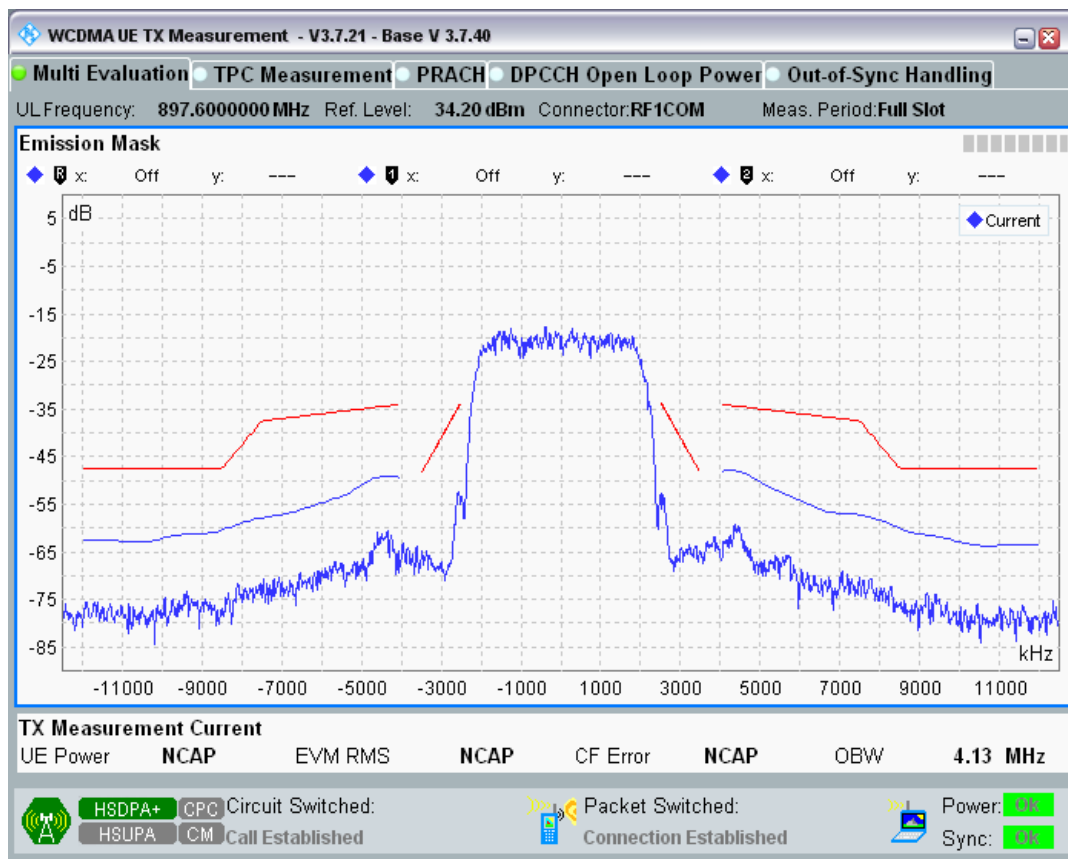 WCDMA UE TX Measurement - V3.7.21 - Base V 3.7.40
Multi Evaluation TPC Measurement PRACH DPCCH Open Loop Power Out-of-Sync Handling
UL Frequency: 897.6000000 MHz Ref. Level: 34.20 dBm Connector:RF1COM Meas. Period:Full Slot
Emission Mask
R x: Off y: --- 1 x: Off y: --- 2 x: Off y: ---
dB
Current
5
-5
-15
-25
-35
-45
-55
-65
-75
-85
kHz
-11000 -9000 -7000 -5000 -3000 -1000 1000 3000 5000 7000 9000 11000
TX Measurement Current
UE Power NCAP EVM RMS NCAP CF Error NCAP OBW 4.13 MHz
HSDPA+ CPC Circuit Switched: Packet Switched: Power: Ok
HSUPA CM Call Established Connection Established Sync: Ok